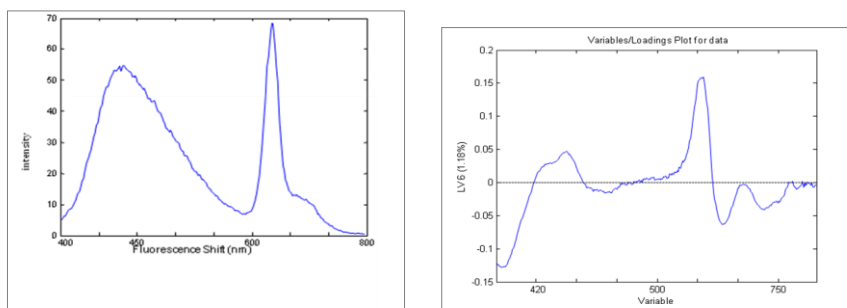 70
60
50
40
30
20
10
0
intensity
400 450 600 800
Fluorescence Shift (nm)
Variables/Loadings Plot for data
0.2
0.15
0.1
0.05
0
-0.05
-0.1
-0.15
LV 6 (1.18%)
420 500 750
Variable